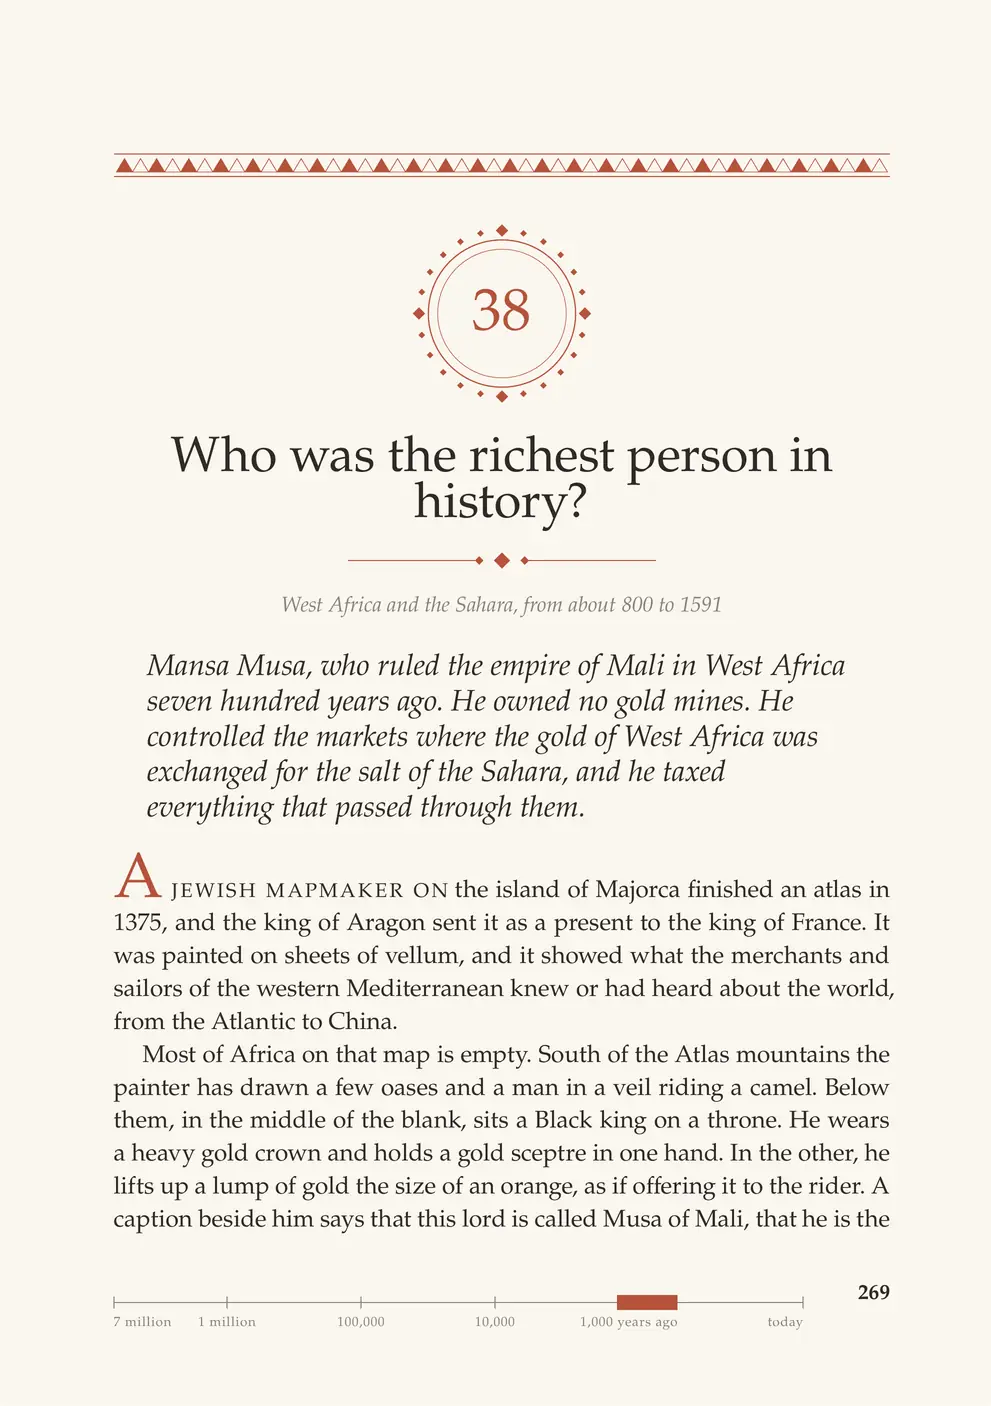 38
Who was the richest person in
history?
West Africa and the Sahara, from about 800 to 1591
Mansa Musa, who ruled the empire of Mali in West Africa
seven hundred years ago. He owned no gold mines. He
controlled the markets where the gold of West Africa was
exchanged for the salt of the Sahara, and he taxed
everything that passed through them.
A JEWISH MAPMAKER ON the island of Majorca finished an atlas in
1375, and the king of Aragon sent it as a present to the king of France. It
was painted on sheets of vellum, and it showed what the merchants and
sailors of the western Mediterranean knew or had heard about the world,
from the Atlantic to China.
Most of Africa on that map is empty. South of the Atlas mountains the
painter has drawn a few oases and a man in a veil riding a camel. Below
them, in the middle of the blank, sits a Black king on a throne. He wears
a heavy gold crown and holds a gold sceptre in one hand. In the other, he
lifts up a lump of gold the size of an orange, as if offering it to the rider. A
caption beside him says that this lord is called Musa of Mali, that he is the
269
7 million 1 million 100,000 10,000 1,000 years ago today